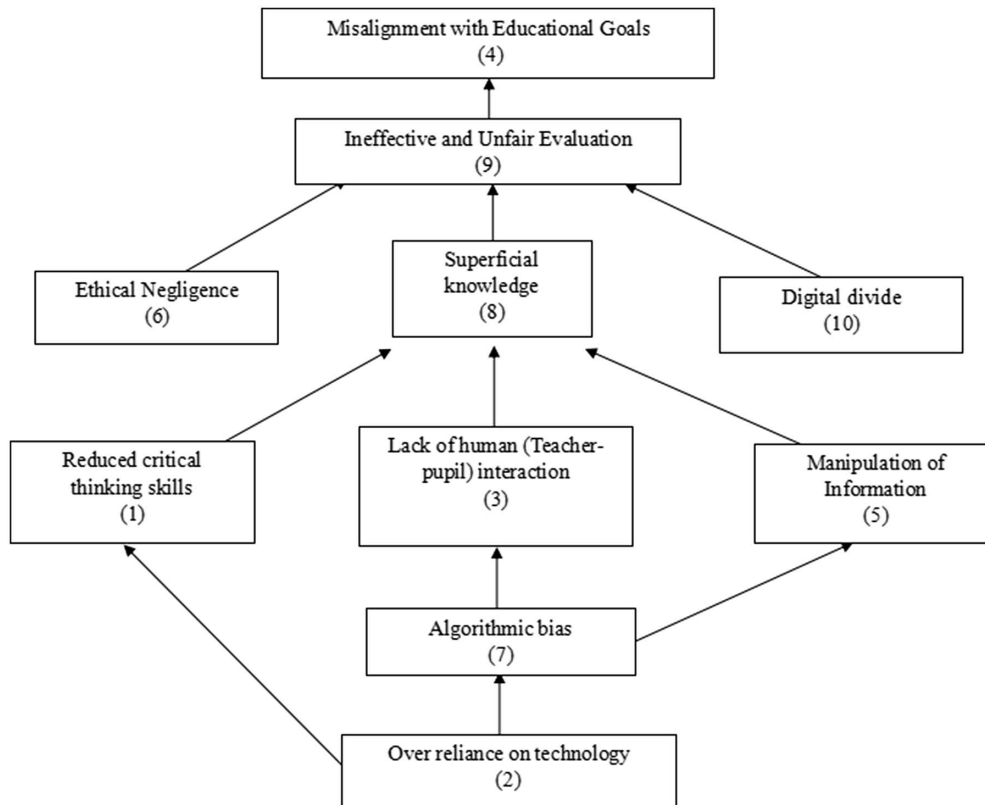 Misalignment with Educational Goals
(4)
Ineffective and Unfair Evaluation
(9)
Ethical Negligence
(6)
Superficial
knowledge
(8)
Digital divide
(10)
Reduced critical
thinking skills
(1)
Lack of human (Teacher-
pupil) interaction
(3)
Manipulation of
Information
(5)
Algorithmic bias
(7)
Over reliance on technology
(2)